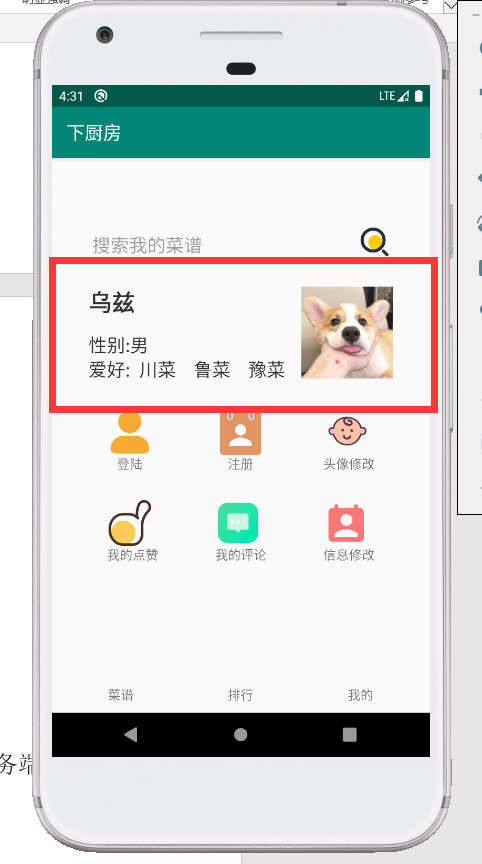 4:31 LTE
下厨房
搜索我的菜谱
乌兹
性别:男
爱好: 川菜 鲁菜 豫菜
登陆 注册 头像修改
我的点赞 我的评论 信息修改
菜谱 排行 我的
务端